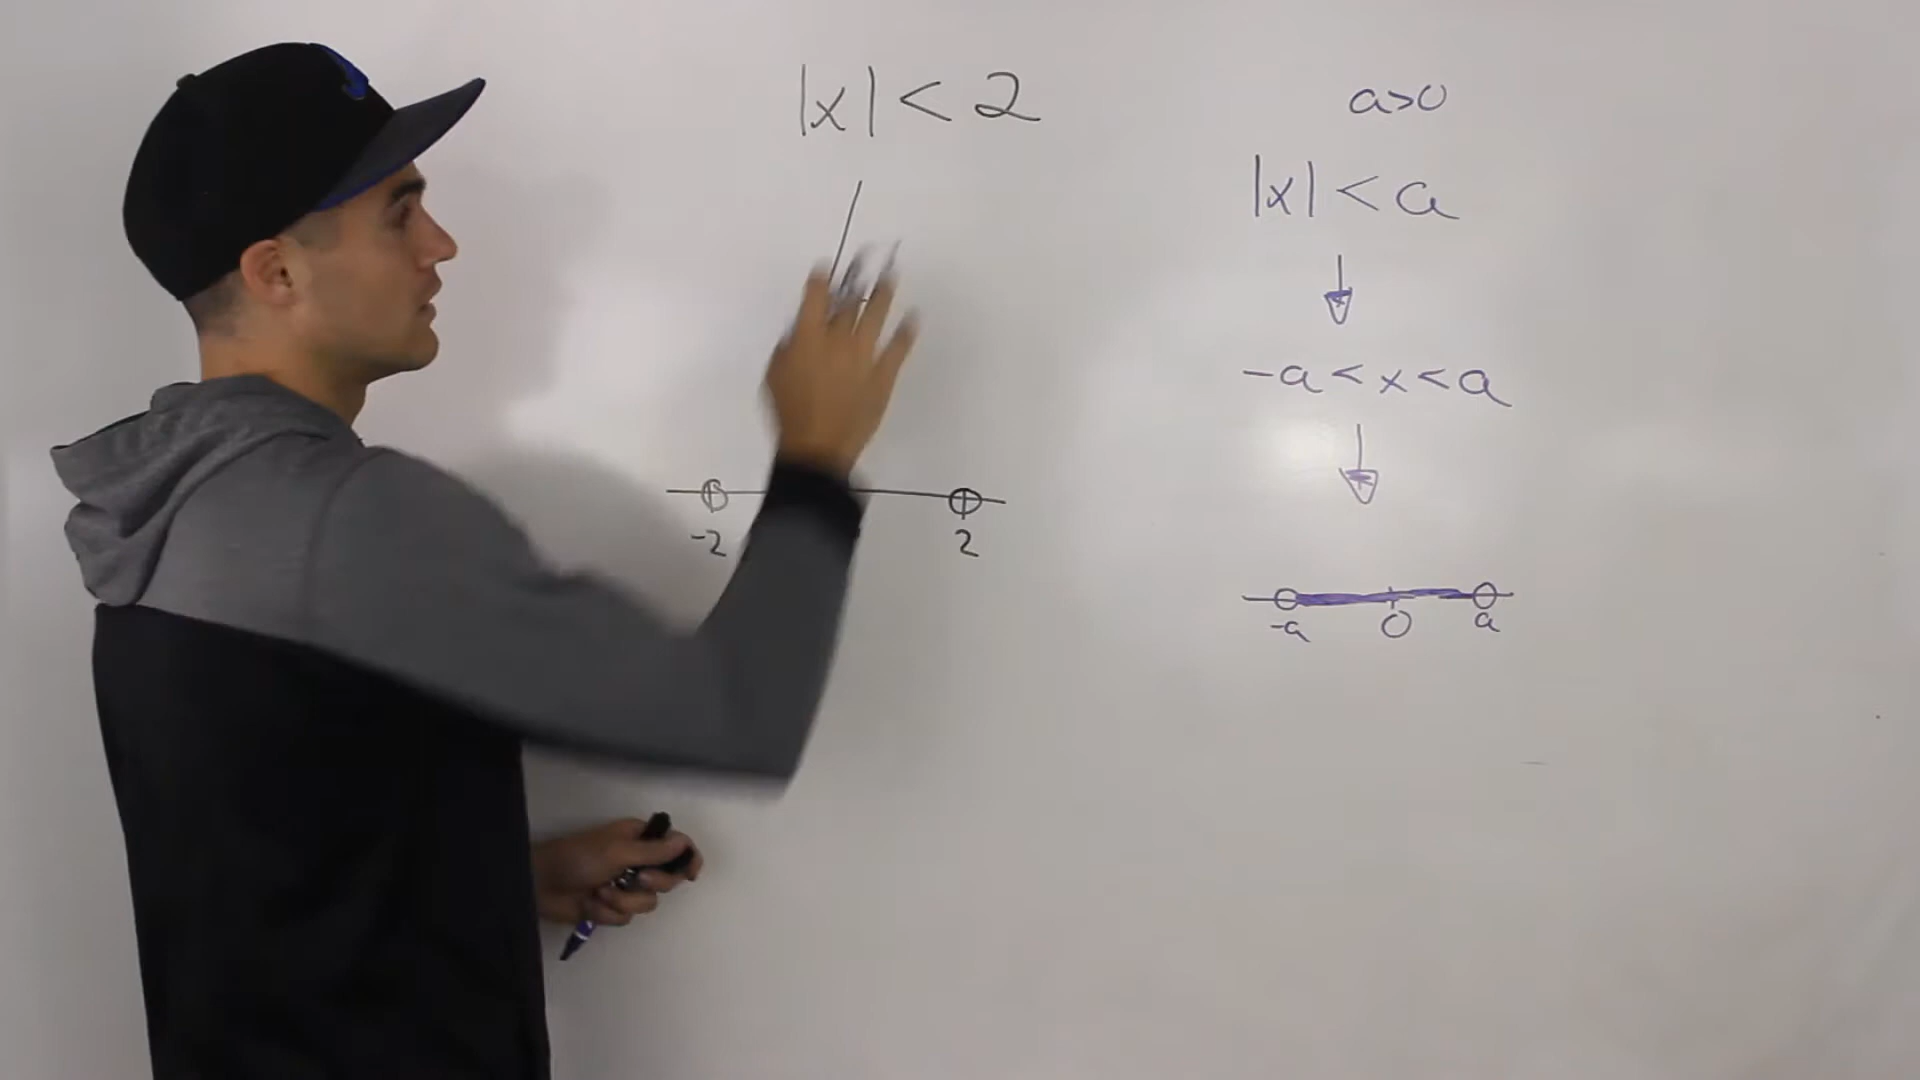 |x| < 2
-2 2
a>0
|x| < a
-a < x < a
-a 0 a